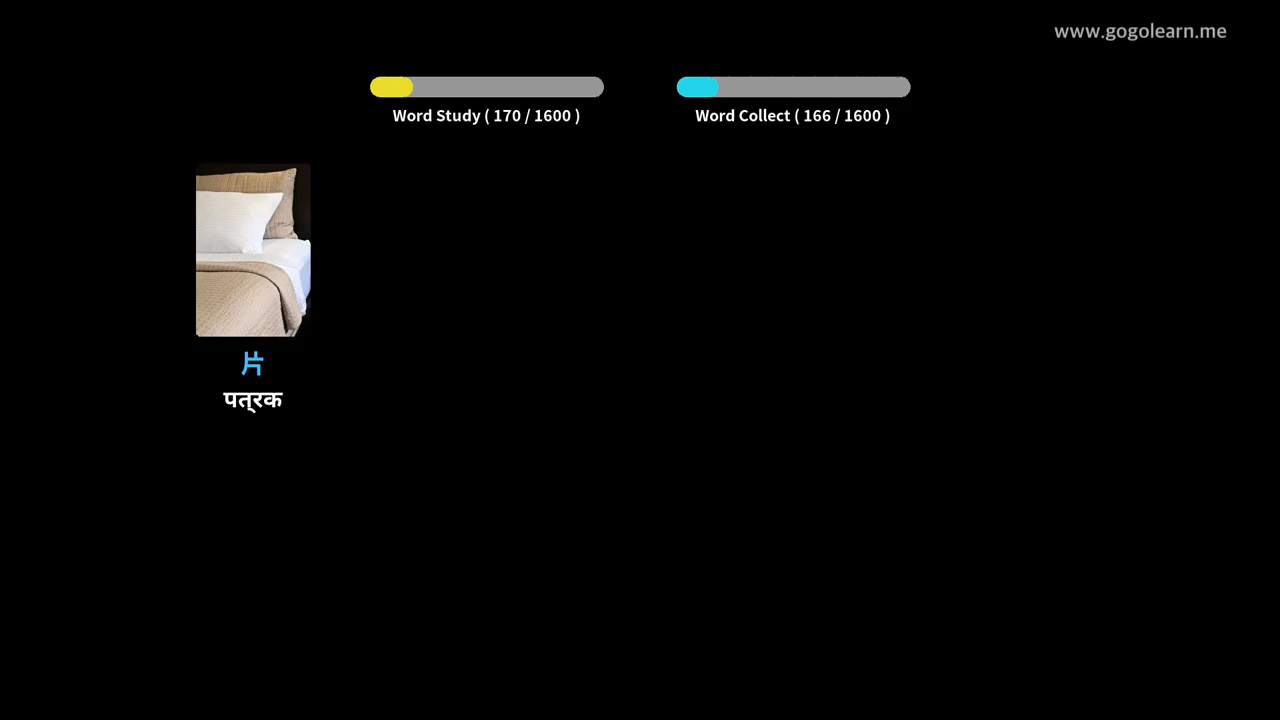 www.gogolearn.me
Word Study ( 170 / 1600 )
Word Collect ( 166 / 1600 )
片
पत्रक